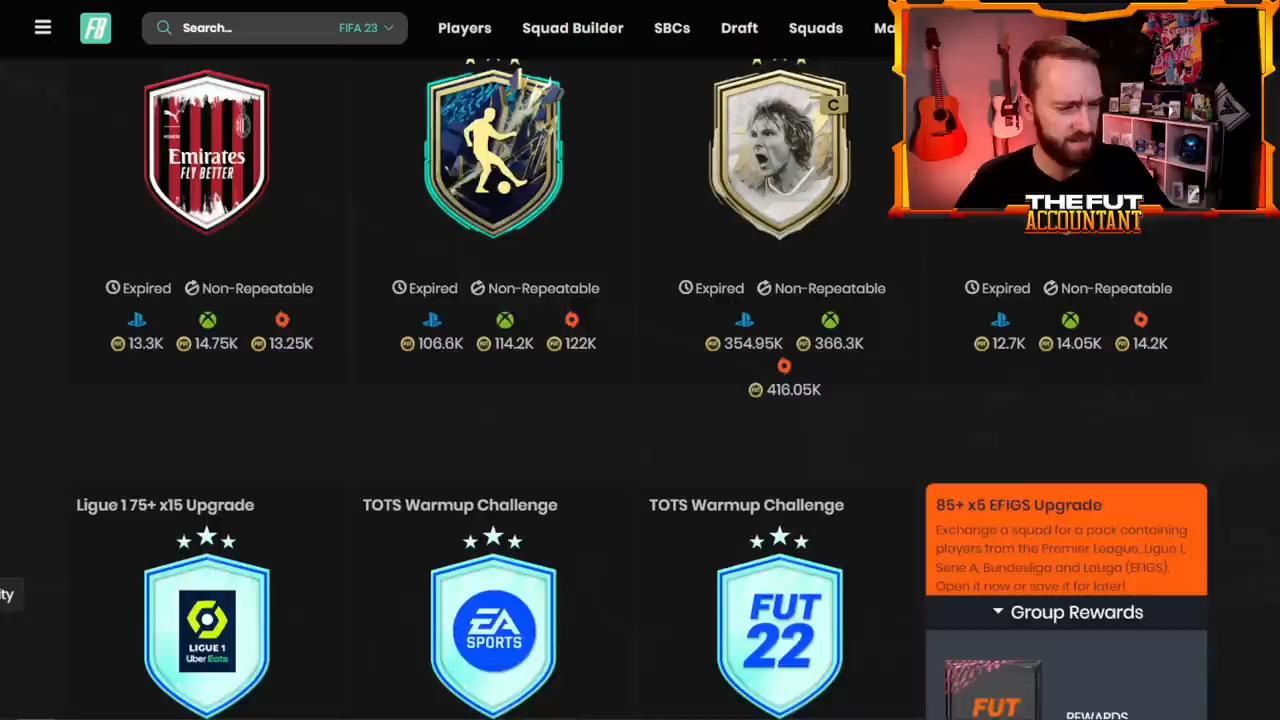 FB
Search...
FIFA 23
Players
Squad Builder
SBCs
Draft
Squads
Ma
THE FUT
ACCOUNTANT
Emirates
FLY BETTER
C
Expired
Non-Repeatable
13.3K
14.75K
13.25K
Expired
Non-Repeatable
106.6K
114.2K
122K
Expired
Non-Repeatable
354.95K
366.3K
416.05K
Expired
Non-Repeatable
12.7K
14.05K
14.2K
Ligue 1 75+ x15 Upgrade
LIGUE 1
Uber Eats
TOTS Warmup Challenge
EA
SPORTS
TOTS Warmup Challenge
FUT
22
85+ x5 EFIGS Upgrade
Exchange a squad for a pack containing
players from the Premier League, Ligue 1,
Serie A, Bundesliga and LaLiga (EFIGS).
Open it now or save it for later!
Group Rewards
FUT
REWARDS
ity